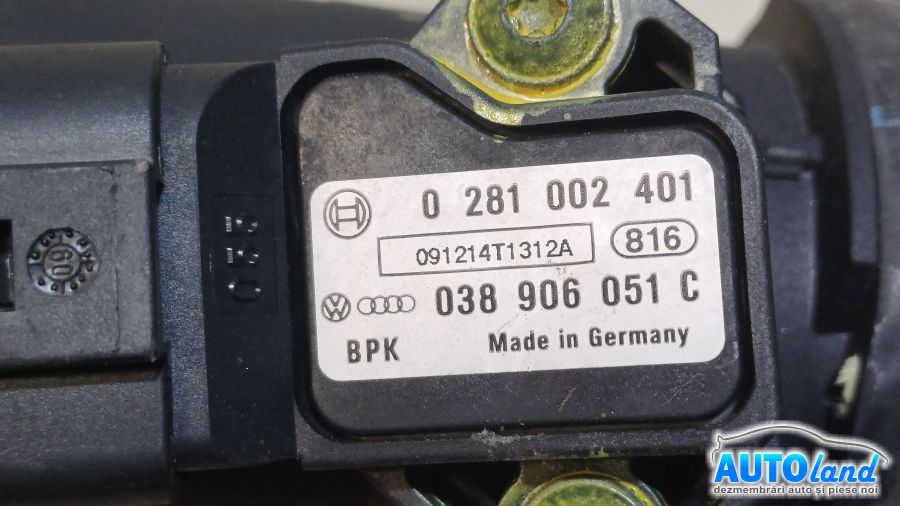 0 281 002 401
091214T1312A
816
038 906 051 C
BPK
Made in Germany
09
AUTOland
dezmembrări auto și piese noi